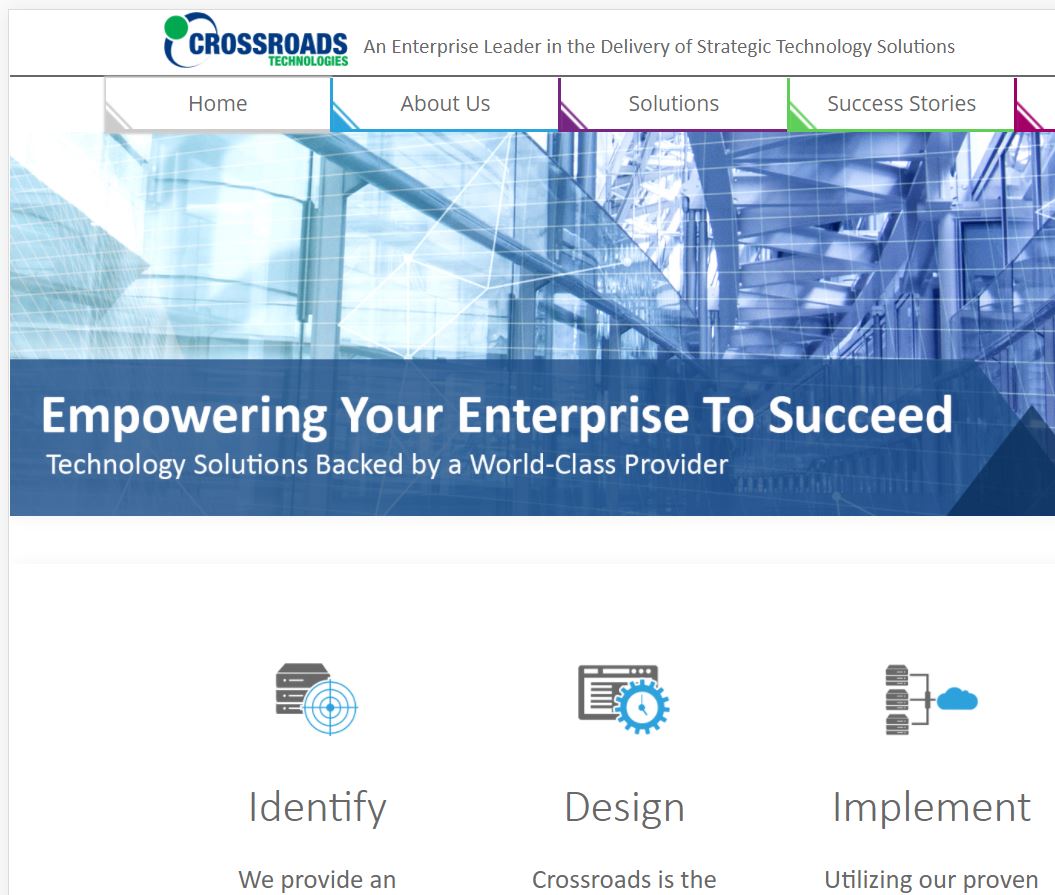 CROSSROADS
TECHNOLOGIES
An Enterprise Leader in the Delivery of Strategic Technology Solutions
Home
About Us
Solutions
Success Stories
Empowering Your Enterprise To Succeed
Technology Solutions Backed by a World-Class Provider
Identify
Design
Implement
We provide an
Crossroads is the
Utilizing our proven